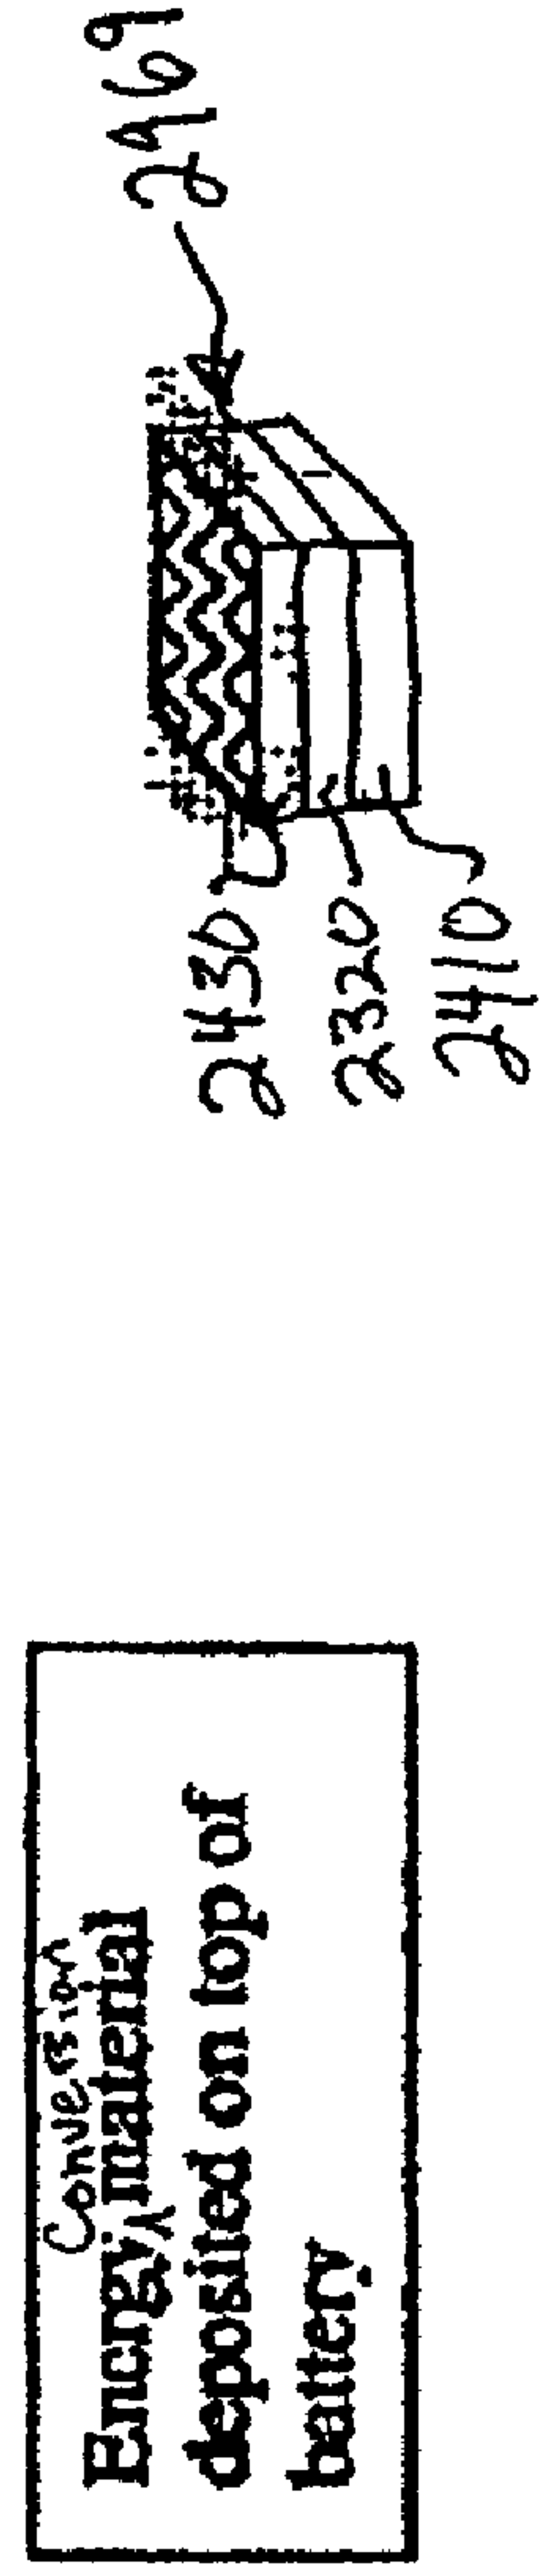 Conversion
Energy material
deposited on top of
battery
2430
2320
2410
2469